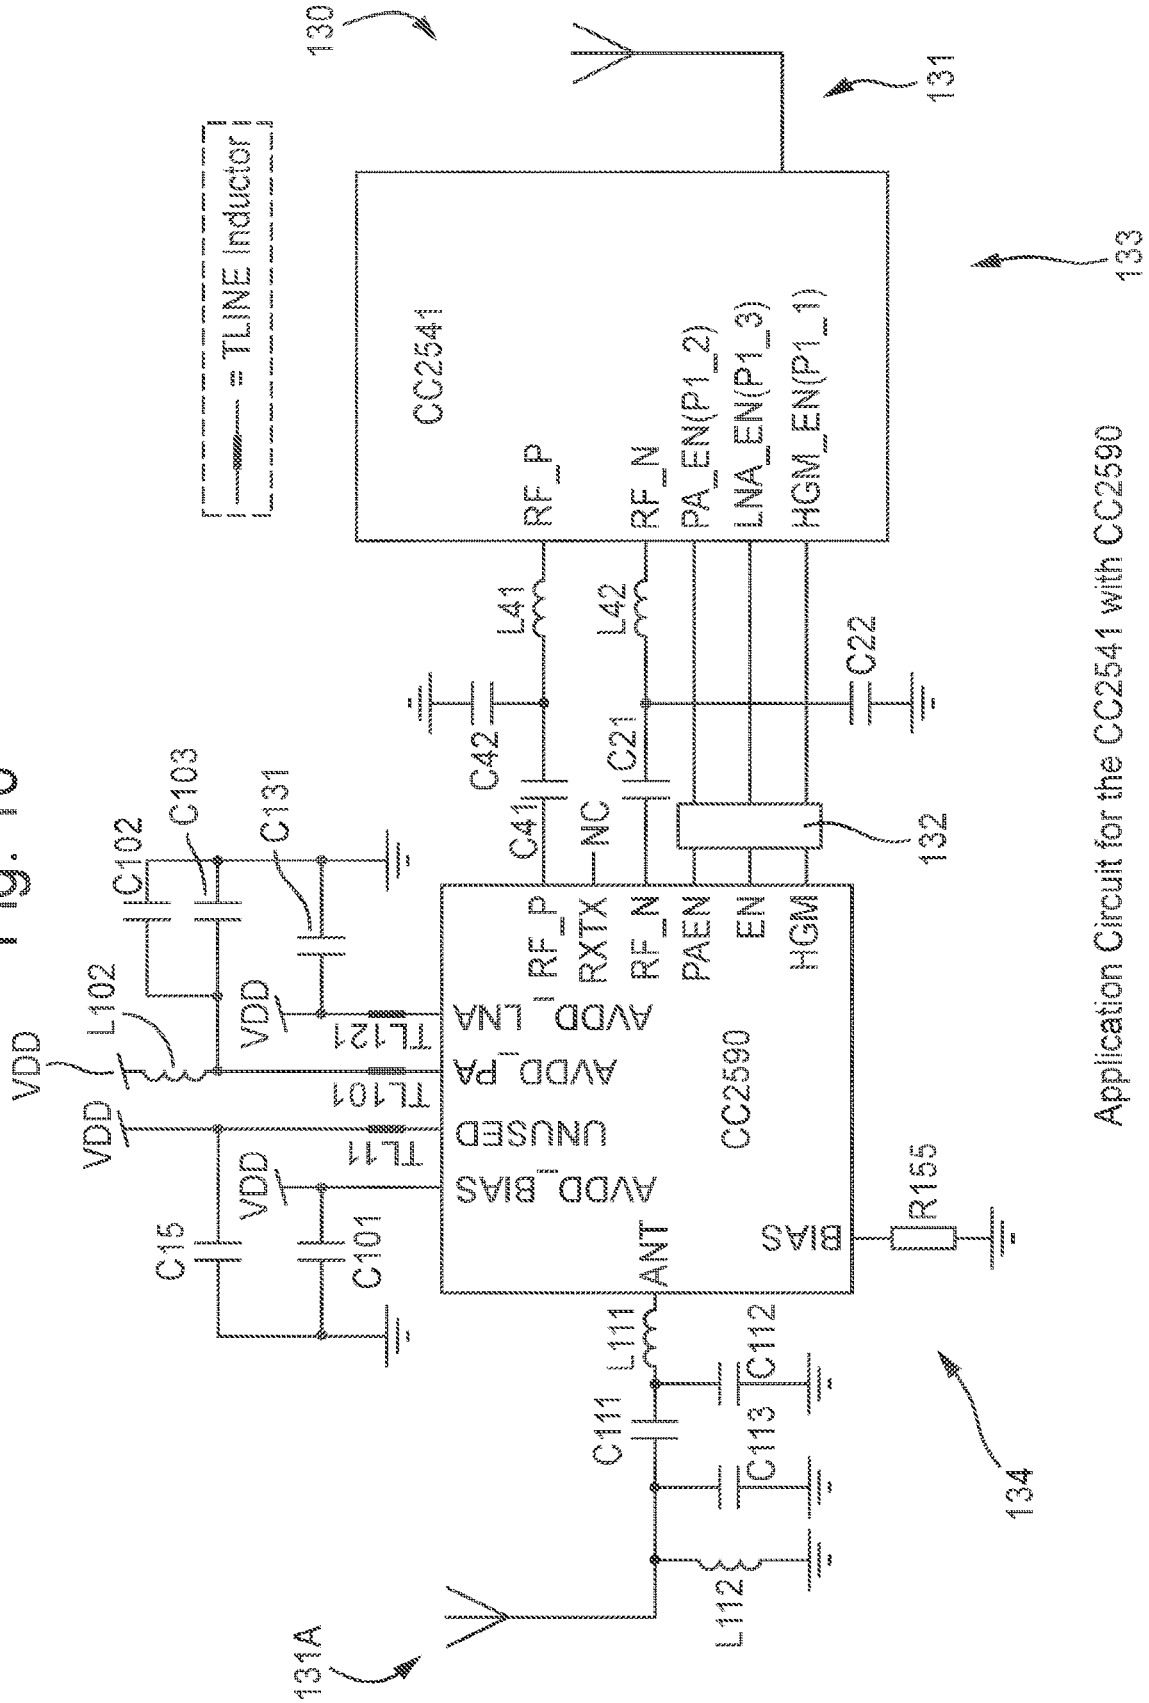 Fig. 10
VDD
L102
C102
C103
C131
VDD
VDD
VDD
C15
C101
TL11
TL101
TL121
AVDD_BIAS
UNUSED
AVDD_PA
AVDD_LNA
131A
L112
C113
C111
C112
L111
ANT
BIAS
R155
134
CC2590
RF_P
RXTX
RF_N
PAEN
EN
HGM
NC
C41
C42
C21
C22
132
L41
L42
RF_P
RF_N
PA_EN(P1_2)
LNA_EN(P1_3)
HGM_EN(P1_1)
CC2541
= TLINE Inductor
130
131
133
Application Circuit for the CC2541 with CC2590